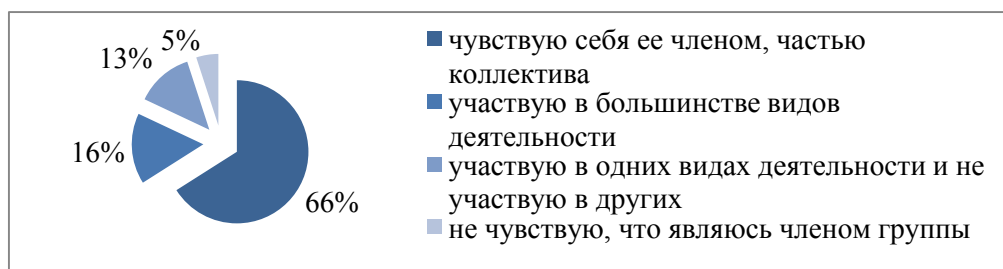 5%
13%
16%
66%
чувствую себя ее членом, частью
коллектива
участвую в большинстве видов
деятельности
участвую в одних видах деятельности и не
участвую в других
не чувствую, что являюсь членом группы